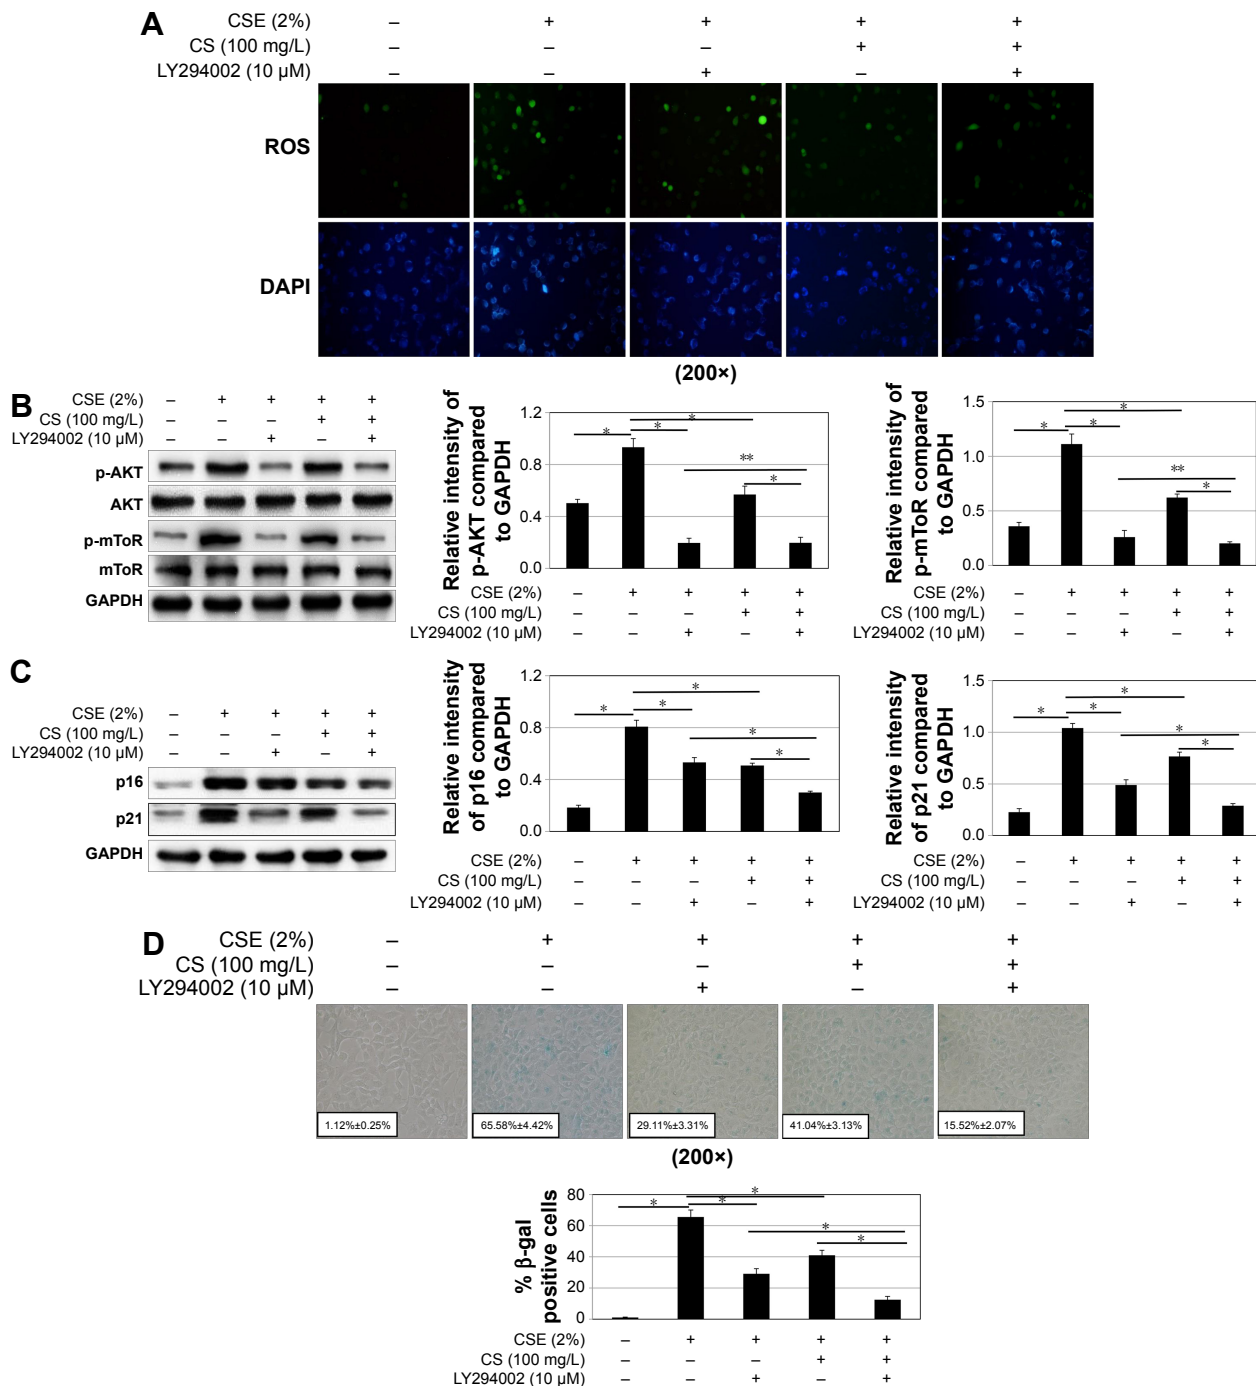 A
CSE (2%) – + + + +
CS (100 mg/L) – – – + +
LY294002 (10 µM) – – + – +
ROS
DAPI
(200×)
B
CSE (2%) – + + + +
CS (100 mg/L) – – – + +
LY294002 (10 µM) – – + – +
p-AKT
AKT
p-mToR
mToR
GAPDH
Relative intensity of
p-AKT compared
to GAPDH
1.2
0.8
0.4
0.0
* * * ** *
CSE (2%) – + + + +
CS (100 mg/L) – – – + +
LY294002 (10 µM) – – + – +
Relative intensity of
p-mToR compared
to GAPDH
1.5
1.0
0.5
0.0
* * * ** *
CSE (2%) – + + + +
CS (100 mg/L) – – – + +
LY294002 (10 µM) – – + – +
C
CSE (2%) – + + + +
CS (100 mg/L) – – – + +
LY294002 (10 µM) – – + – +
p16
p21
GAPDH
Relative intensity
of p16 compared
to GAPDH
1.2
0.8
0.4
0.0
* * * * *
CSE (2%) – + + + +
CS (100 mg/L) – – – + +
LY294002 (10 µM) – – + – +
Relative intensity
of p21 compared
to GAPDH
1.5
1.0
0.5
0.0
* * * * *
CSE (2%) – + + + +
CS (100 mg/L) – – – + +
LY294002 (10 µM) – – + – +
D
CSE (2%) – + + + +
CS (100 mg/L) – – – + +
LY294002 (10 µM) – – + – +
1.12%±0.25% 65.58%±4.42% 29.11%±3.31% 41.04%±3.13% 15.52%±2.07%
(200×)
% β-gal
positive cells
80
60
40
20
0
* * * * *
CSE (2%) – + + + +
CS (100 mg/L) – – – + +
LY294002 (10 µM) – – + – +